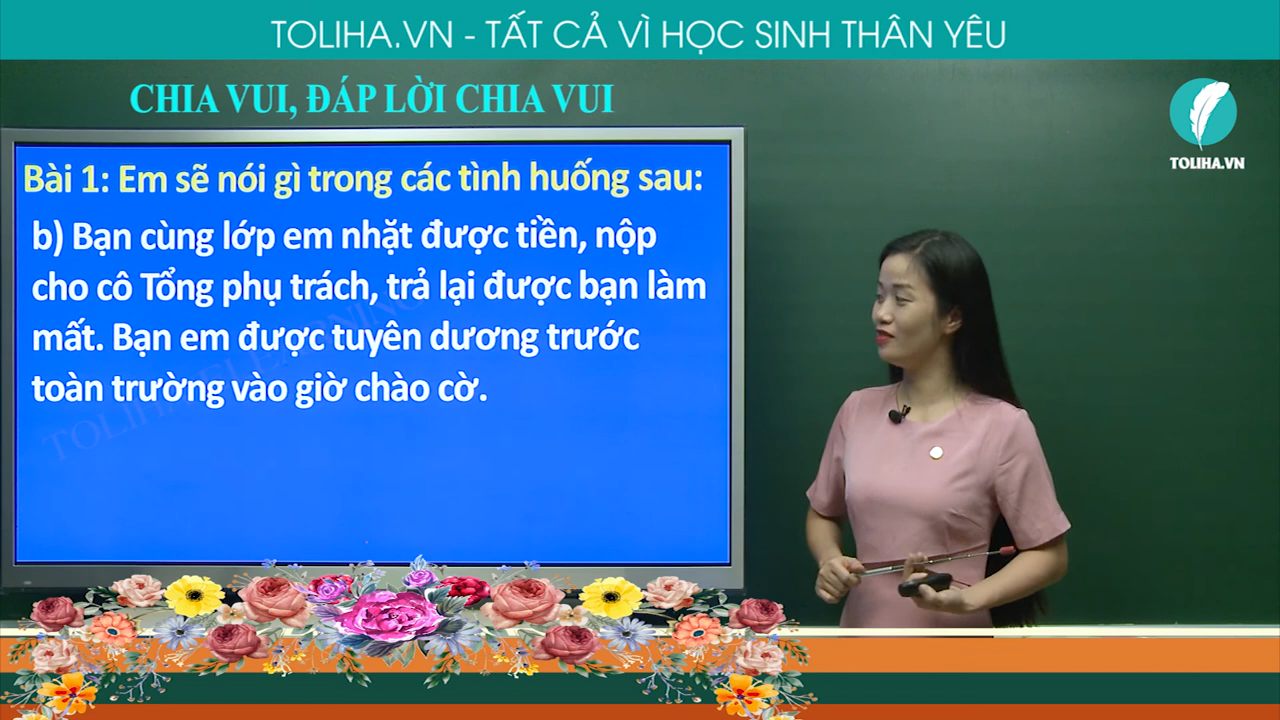 TOLIHA.VN - TẤT CẢ VÌ HỌC SINH THÂN YÊU
CHIA VUI, ĐÁP LỜI CHIA VUI
TOLIHA.VN
Bài 1: Em sẽ nói gì trong các tình huống sau:
b) Bạn cùng lớp em nhặt được tiền, nộp
cho cô Tổng phụ trách, trả lại được bạn làm
mất. Bạn em được tuyên dương trước
toàn trường vào giờ chào cờ.
TOLIHA ELEARNING